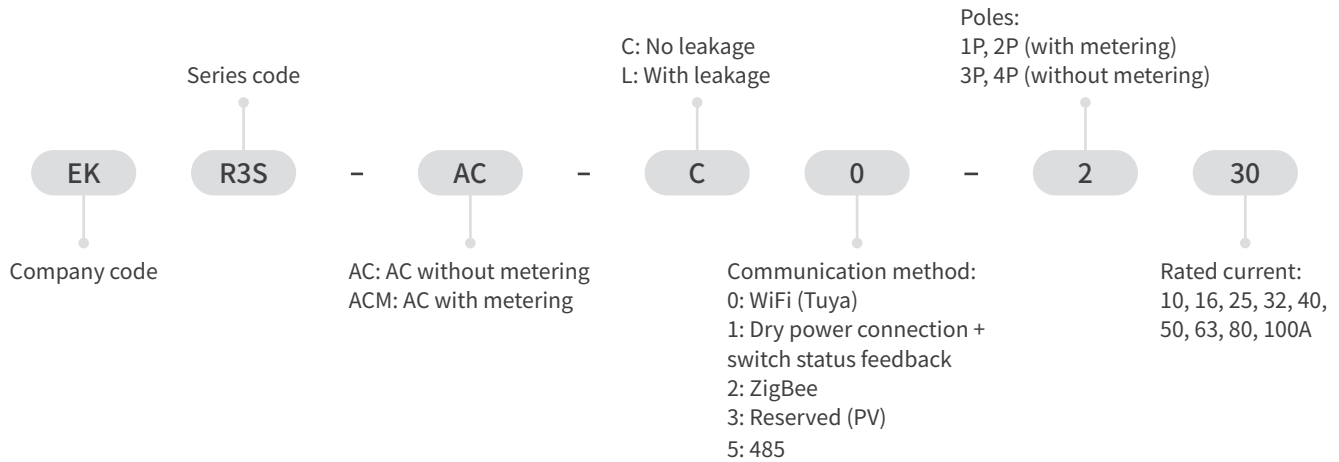 Poles:
C: No leakage
1P, 2P (with metering)
Series code
L: With leakage
3P, 4P (without metering)
EK
R3S
-
AC
-
C
0
-
2
30
Company code
AC: AC without metering
ACM: AC with metering
Communication method:
0: WiFi (Tuya)
1: Dry power connection +
switch status feedback
2: ZigBee
3: Reserved (PV)
5: 485
Rated current:
10, 16, 25, 32, 40,
50, 63, 80, 100A